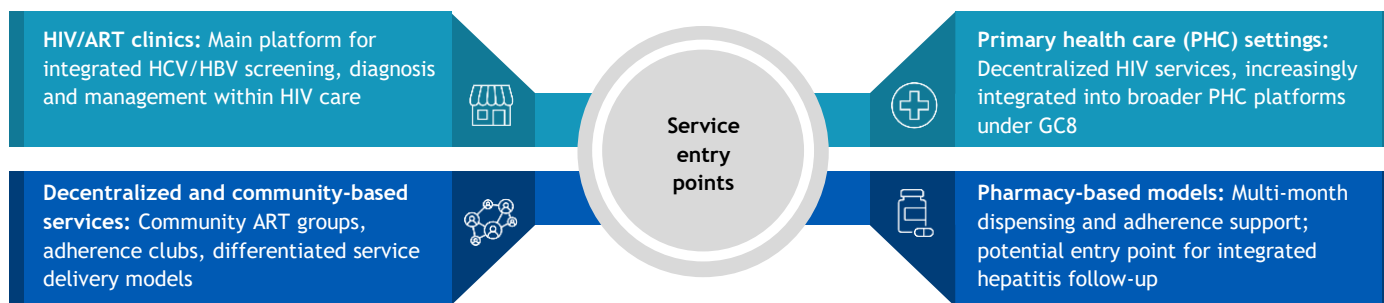 HIV/ART clinics: Main platform for
integrated HCV/HBV screening, diagnosis
and management within HIV care
Primary health care (PHC) settings:
Decentralized HIV services, increasingly
integrated into broader PHC platforms
under GC8
Service
entry
points
Decentralized and community-based
services: Community ART groups,
adherence clubs, differentiated service
delivery models
Pharmacy-based models: Multi-month
dispensing and adherence support;
potential entry point for integrated
hepatitis follow-up